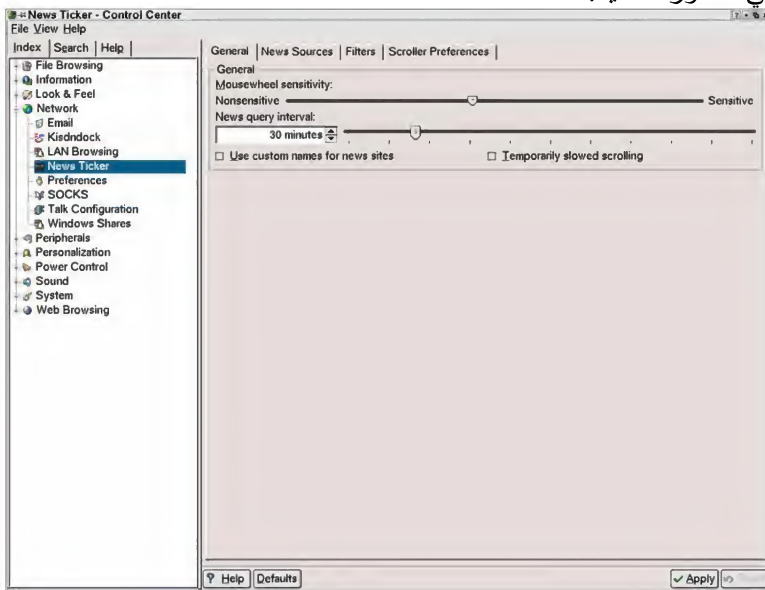 News Ticker - Control Center
File View Help
Index Search Help
File Browsing
Information
Look & Feel
Network
Email
Kisdndock
LAN Browsing
News Ticker
Preferences
SOCKS
Talk Configuration
Windows Shares
Peripherals
Personalization
Power Control
Sound
System
Web Browsing
General News Sources Filters Scroller Preferences
General
Mousewheel sensitivity:
Nonsensitive Sensitive
News query interval:
30 minutes
Use custom names for news sites Temporarily slowed scrolling
? Help Defaults Apply